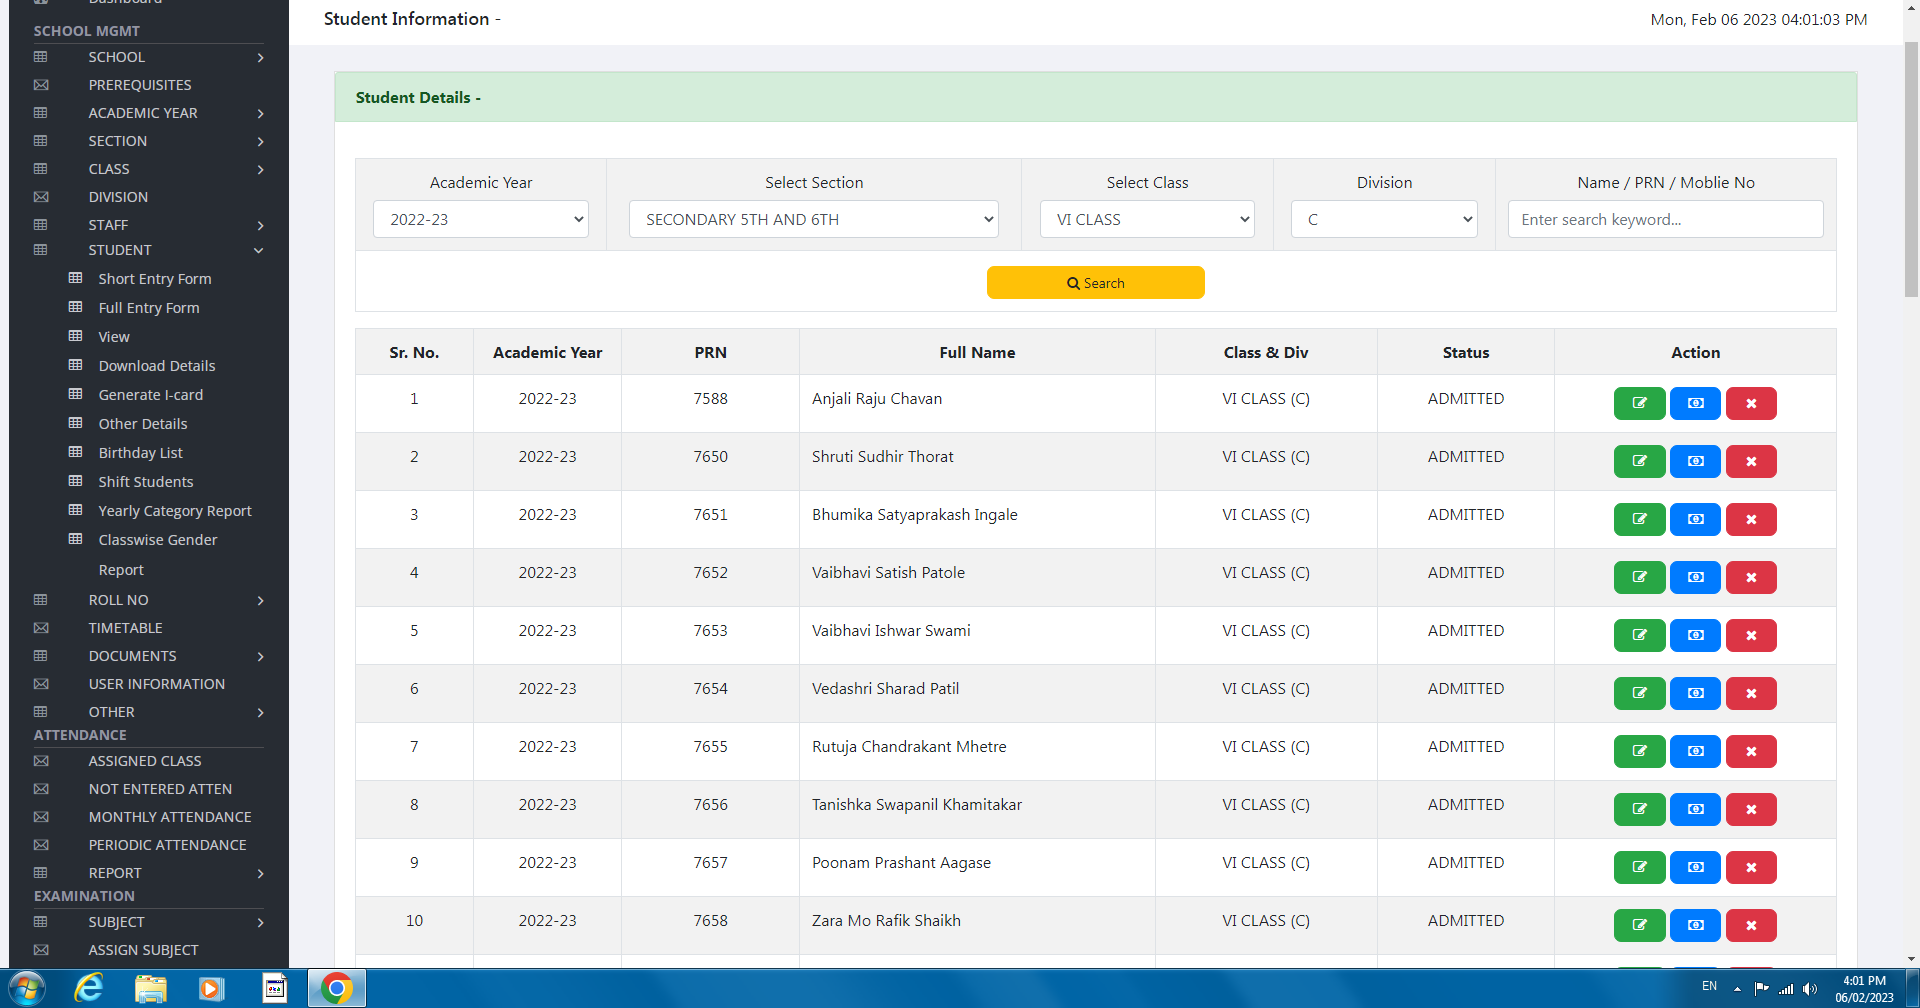 Dashboard
SCHOOL MGMT
SCHOOL
PREREQUISITES
ACADEMIC YEAR
SECTION
CLASS
DIVISION
STAFF
STUDENT
Short Entry Form
Full Entry Form
View
Download Details
Generate I-card
Other Details
Birthday List
Shift Students
Yearly Category Report
Classwise Gender
Report
ROLL NO
TIMETABLE
DOCUMENTS
USER INFORMATION
OTHER
ATTENDANCE
ASSIGNED CLASS
NOT ENTERED ATTEN
MONTHLY ATTENDANCE
PERIODIC ATTENDANCE
REPORT
EXAMINATION
SUBJECT
ASSIGN SUBJECT
Student Information -
Mon, Feb 06 2023 04:01:03 PM
Student Details -
Academic Year Select Section Select Class Division Name / PRN / Moblie No
2022-23 SECONDARY 5TH AND 6TH VI CLASS C Enter search keyword...
Search
Sr. No. Academic Year PRN Full Name Class & Div Status Action
1 2022-23 7588 Anjali Raju Chavan VI CLASS (C) ADMITTED
2 2022-23 7650 Shruti Sudhir Thorat VI CLASS (C) ADMITTED
3 2022-23 7651 Bhumika Satyaprakash Ingale VI CLASS (C) ADMITTED
4 2022-23 7652 Vaibhavi Satish Patole VI CLASS (C) ADMITTED
5 2022-23 7653 Vaibhavi Ishwar Swami VI CLASS (C) ADMITTED
6 2022-23 7654 Vedashri Sharad Patil VI CLASS (C) ADMITTED
7 2022-23 7655 Rutuja Chandrakant Mhetre VI CLASS (C) ADMITTED
8 2022-23 7656 Tanishka Swapanil Khamitakar VI CLASS (C) ADMITTED
9 2022-23 7657 Poonam Prashant Aagase VI CLASS (C) ADMITTED
10 2022-23 7658 Zara Mo Rafik Shaikh VI CLASS (C) ADMITTED
EN
4:01 PM
06/02/2023